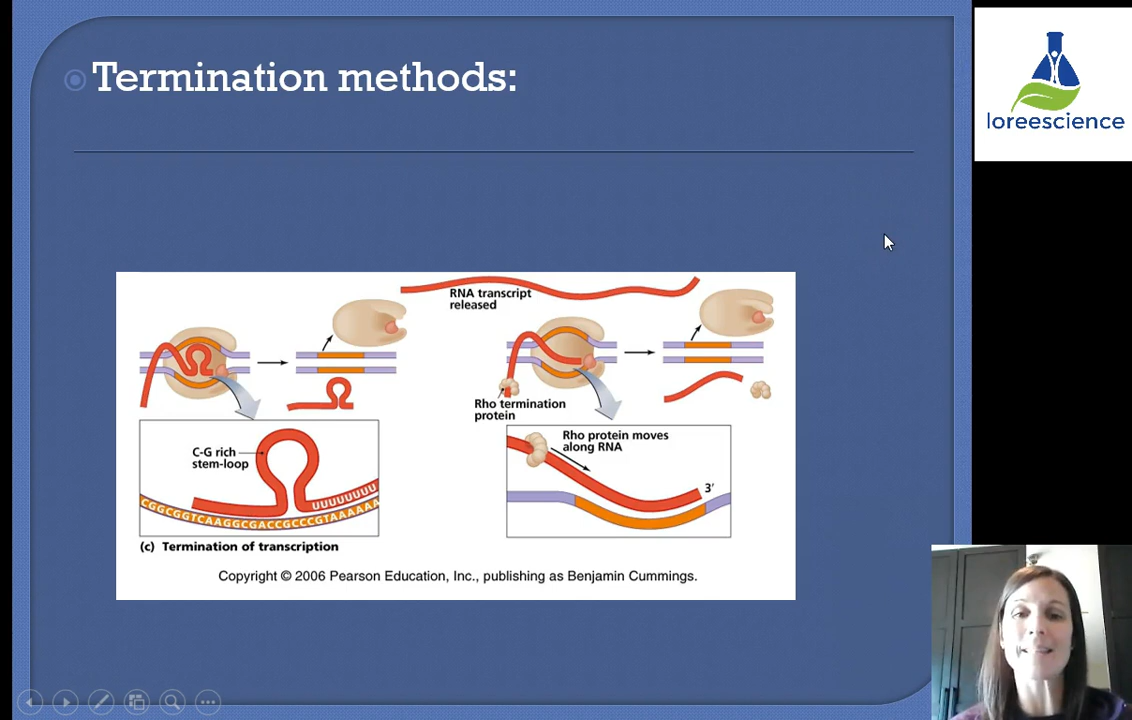 Termination methods:
loreescience
RNA transcript
released
Rho termination
protein
C-G rich
stem-loop
UUUUUUUU
CGGCGGTCAAGGCGACCGCCCGTAAAAAA
Rho protein moves
along RNA
3'
(c) Termination of transcription
Copyright © 2006 Pearson Education, Inc., publishing as Benjamin Cummings.